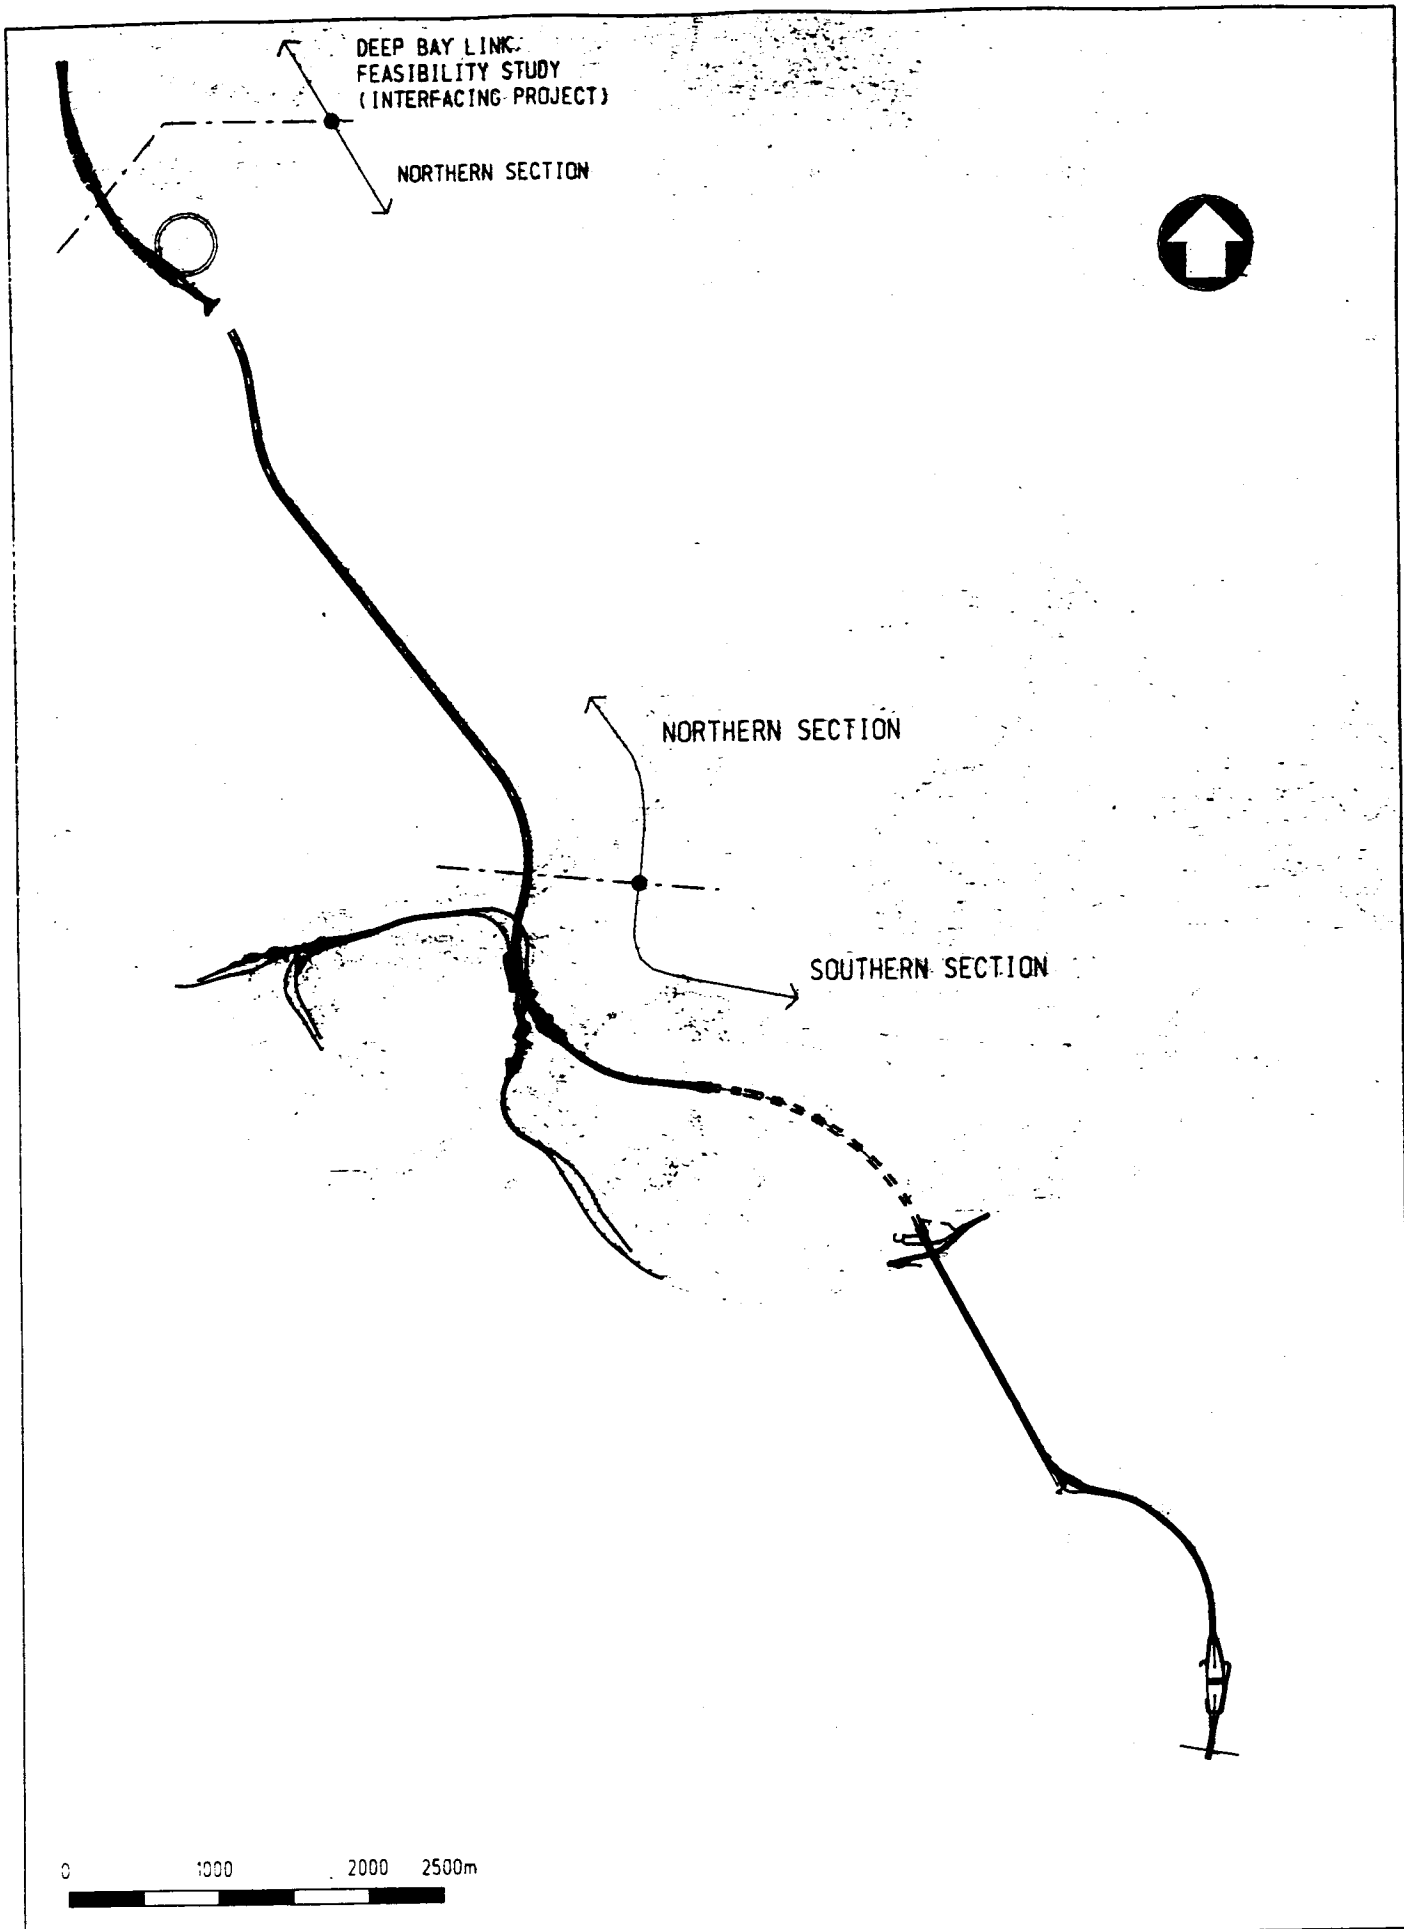 DEEP BAY LINK
FEASIBILITY STUDY
(INTERFACING PROJECT)
NORTHERN SECTION
NORTHERN SECTION
SOUTHERN SECTION
0 1000 2000 2500m